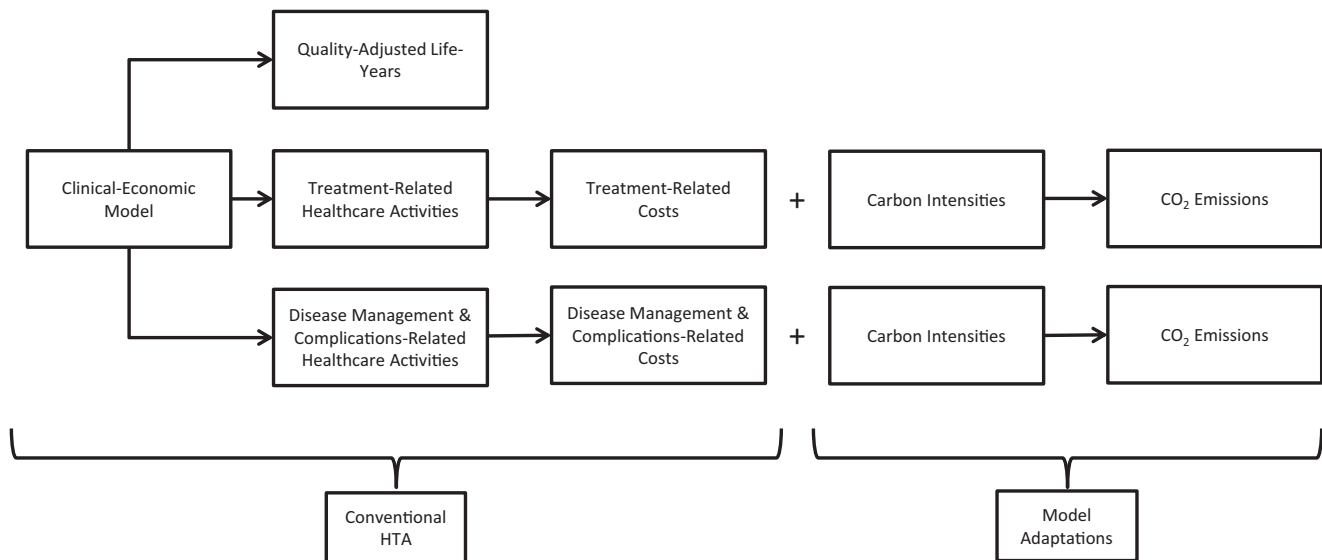 Quality-Adjusted Life-
Years
Clinical-Economic
Model
Treatment-Related
Healthcare Activities
Treatment-Related
Costs
+
Carbon Intensities
CO₂ Emissions
Disease Management &
Complications-Related
Healthcare Activities
Disease Management &
Complications-Related
Costs
+
Carbon Intensities
CO₂ Emissions
Conventional
HTA
Model
Adaptations